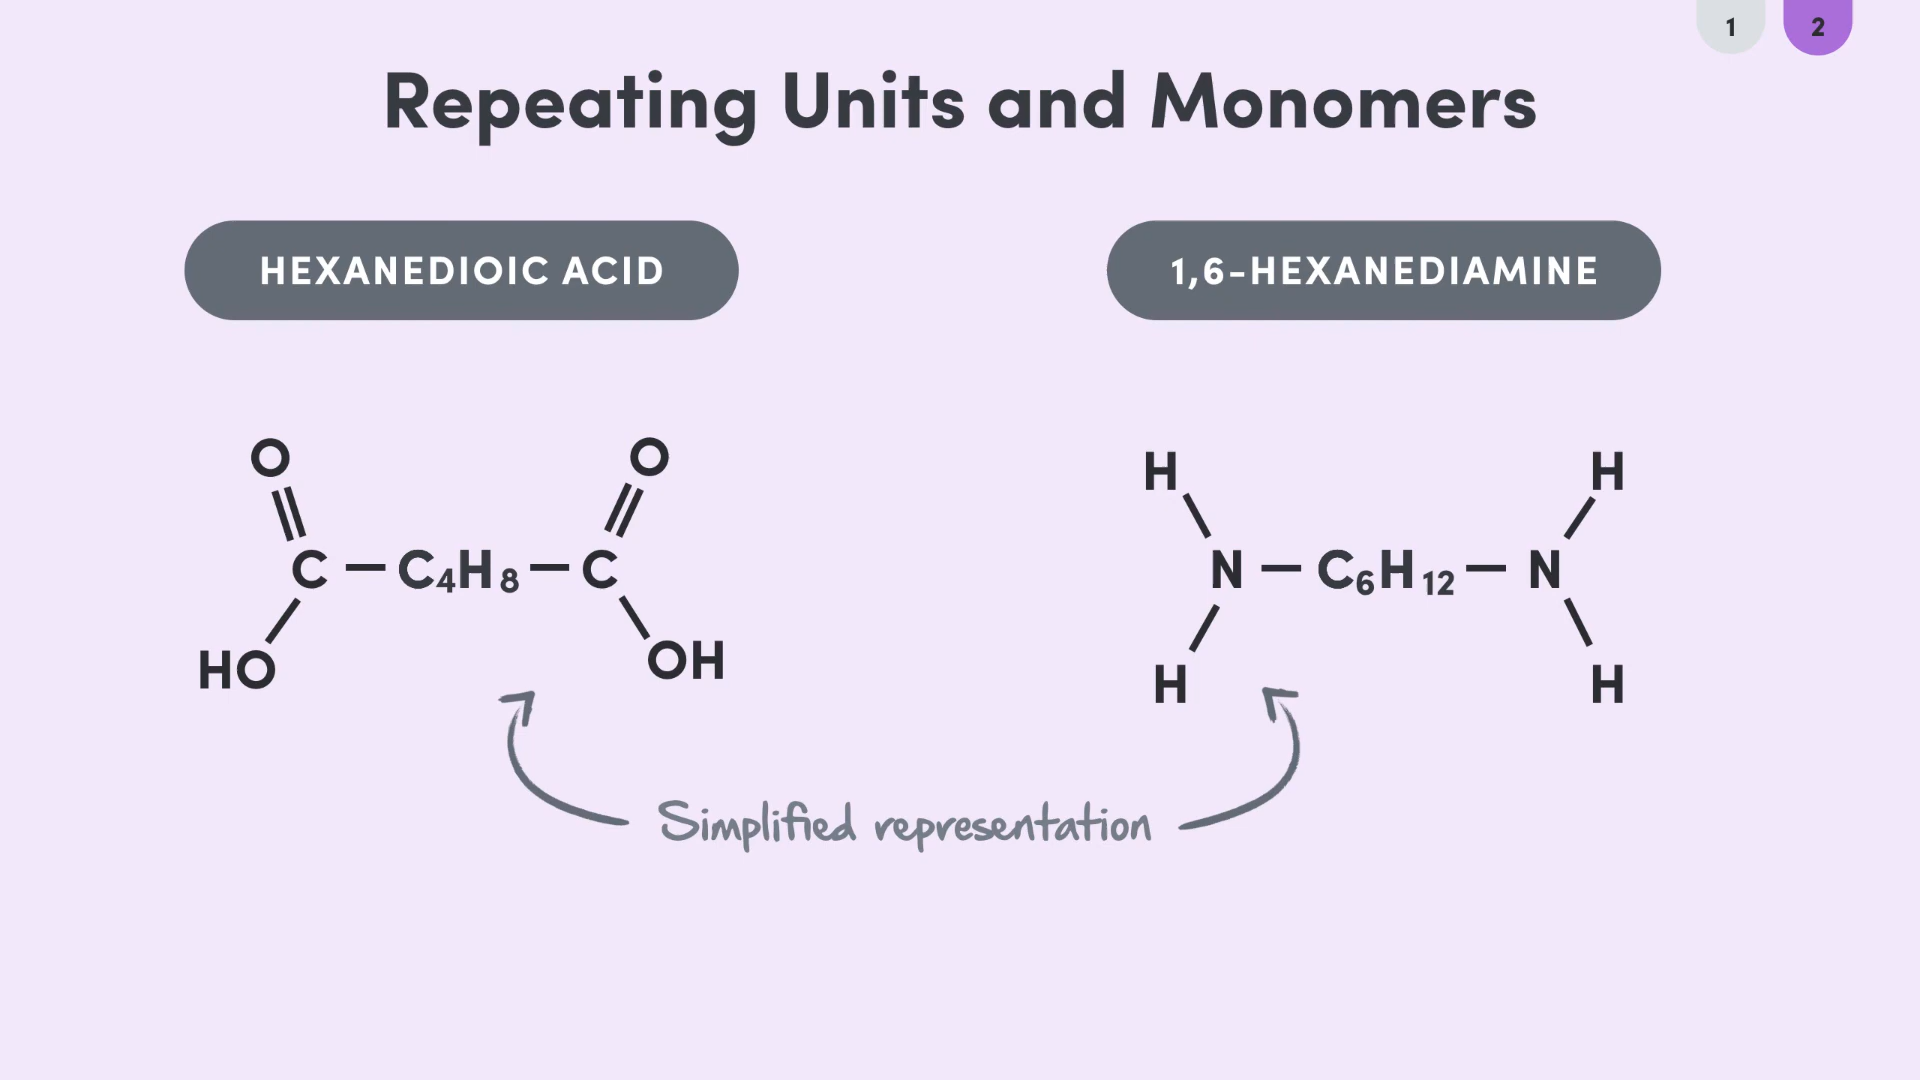 1 2
Repeating Units and Monomers
HEXANEDIOIC ACID
1,6-HEXANEDIAMINE
O O
C — C₄H₈ — C
HO OH
H H
N — C₆H₁₂ — N
H H
Simplified representation